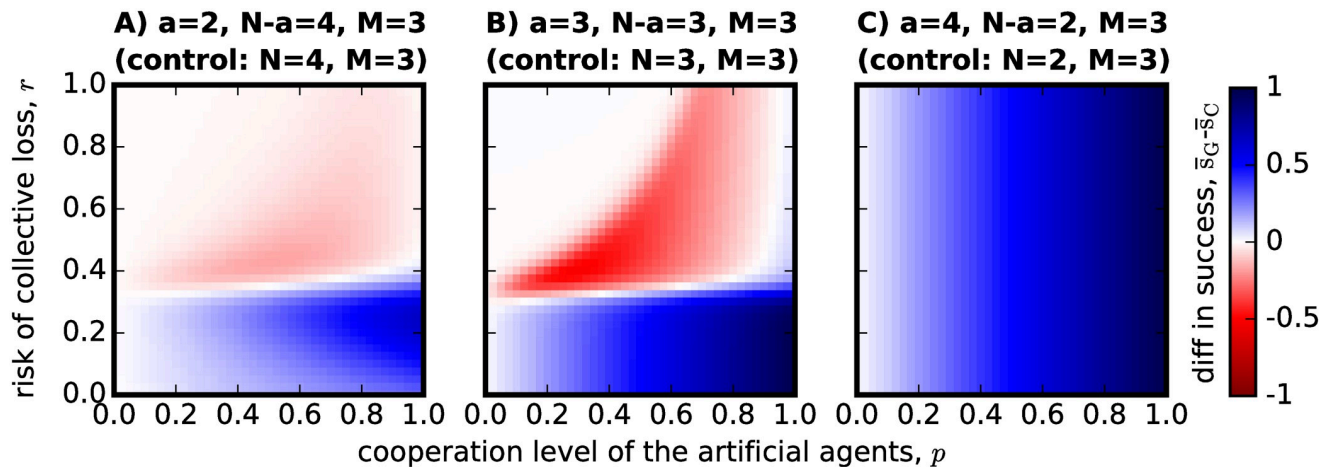 A) a=2, N-a=4, M=3
(control: N=4, M=3)
B) a=3, N-a=3, M=3
(control: N=3, M=3)
C) a=4, N-a=2, M=3
(control: N=2, M=3)
risk of collective loss, r
1.0
0.8
0.6
0.4
0.2
0.0
0.0 0.2 0.4 0.6 0.8 1.0
0.0 0.2 0.4 0.6 0.8 1.0
0.0 0.2 0.4 0.6 0.8 1.0
cooperation level of the artificial agents, p
diff in success, s̄G-s̄C
1
0.5
0
-0.5
-1